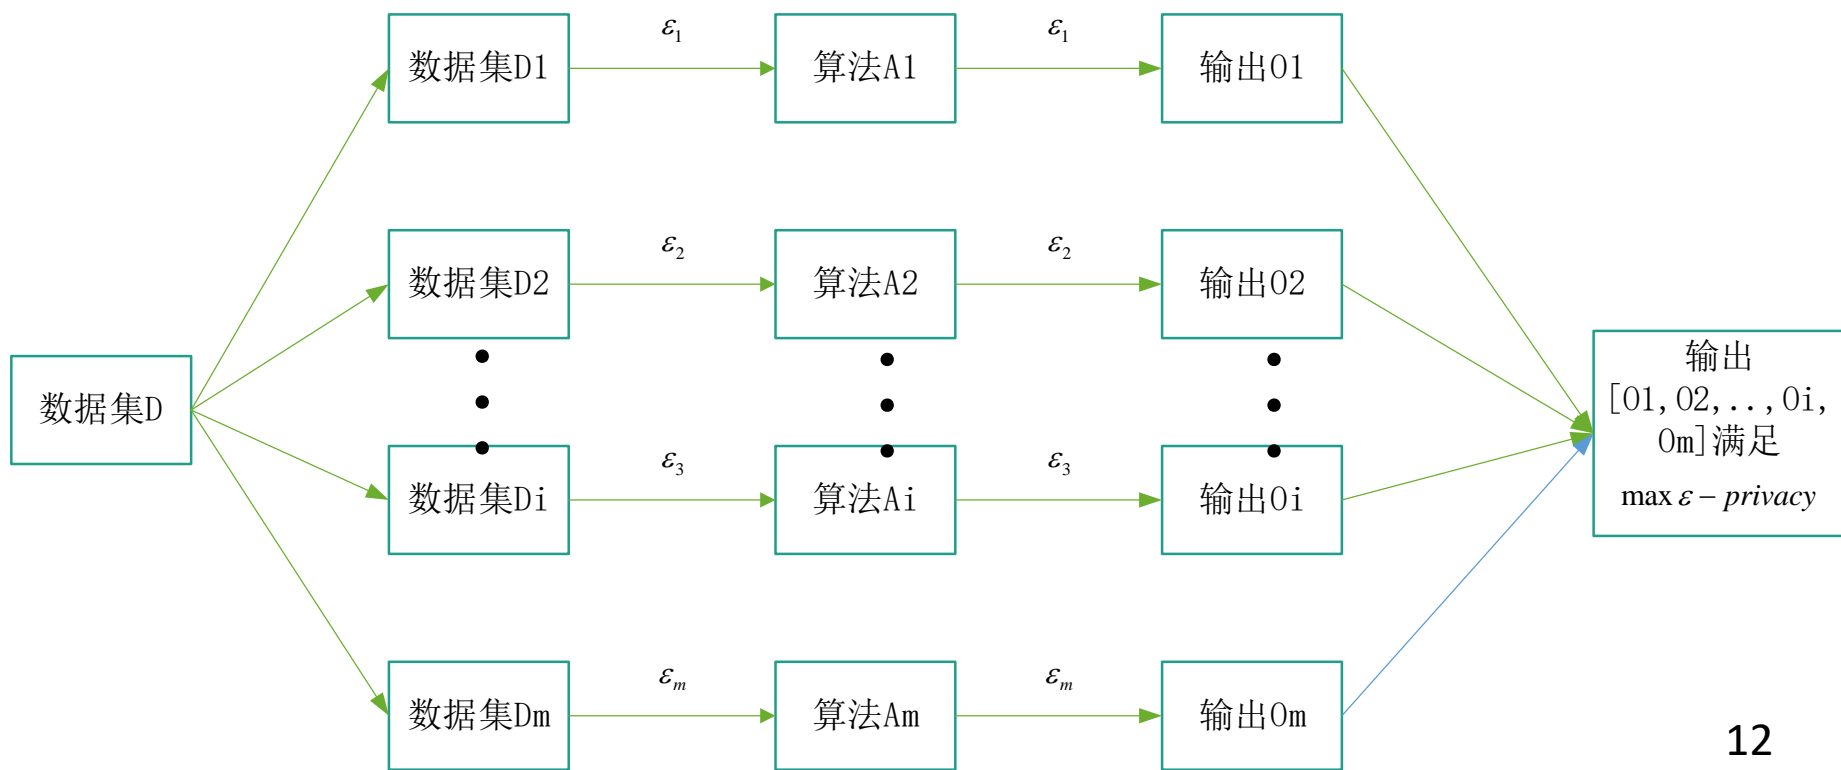 ε₁
ε₁
数据集D1
算法A1
输出O1
ε₂
ε₂
数据集D2
算法A2
输出O2
数据集D
输出
[O1,O2,..,Oi,
Om]满足
max ε − privacy
ε₃
ε₃
数据集Di
算法Ai
输出Oi
εₘ
εₘ
数据集Dm
算法Am
输出Om
12